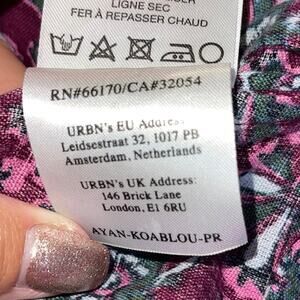 LIGNE SEC
FER À REPASSER CHAUD
RN#66170/CA#32054
URBN's EU Address:
Leidsestraat 32, 1017 PB
Amsterdam, Netherlands
URBN's UK Address:
146 Brick Lane
London, E1 6RU
AYAN-KOABLOU-PR